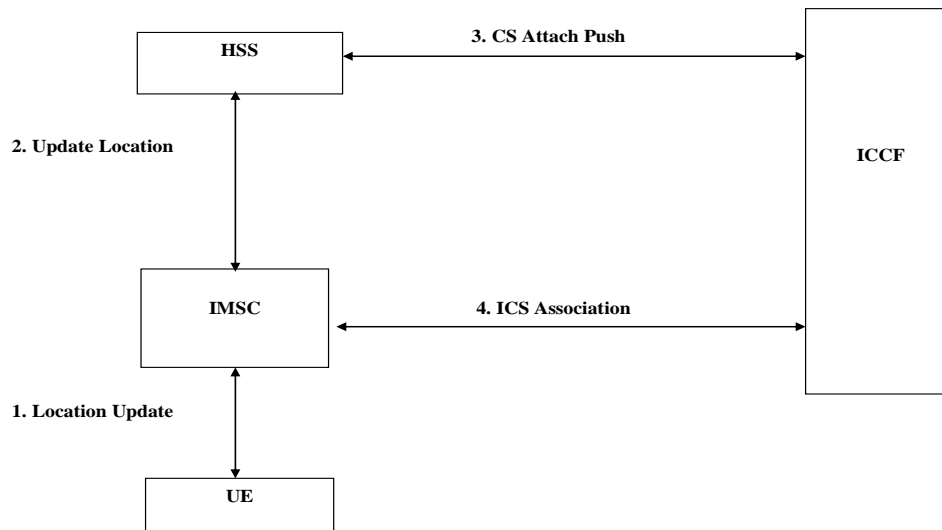 3. CS Attach Push
HSS
2. Update Location
ICCF
IMSC
4. ICS Association
1. Location Update
UE